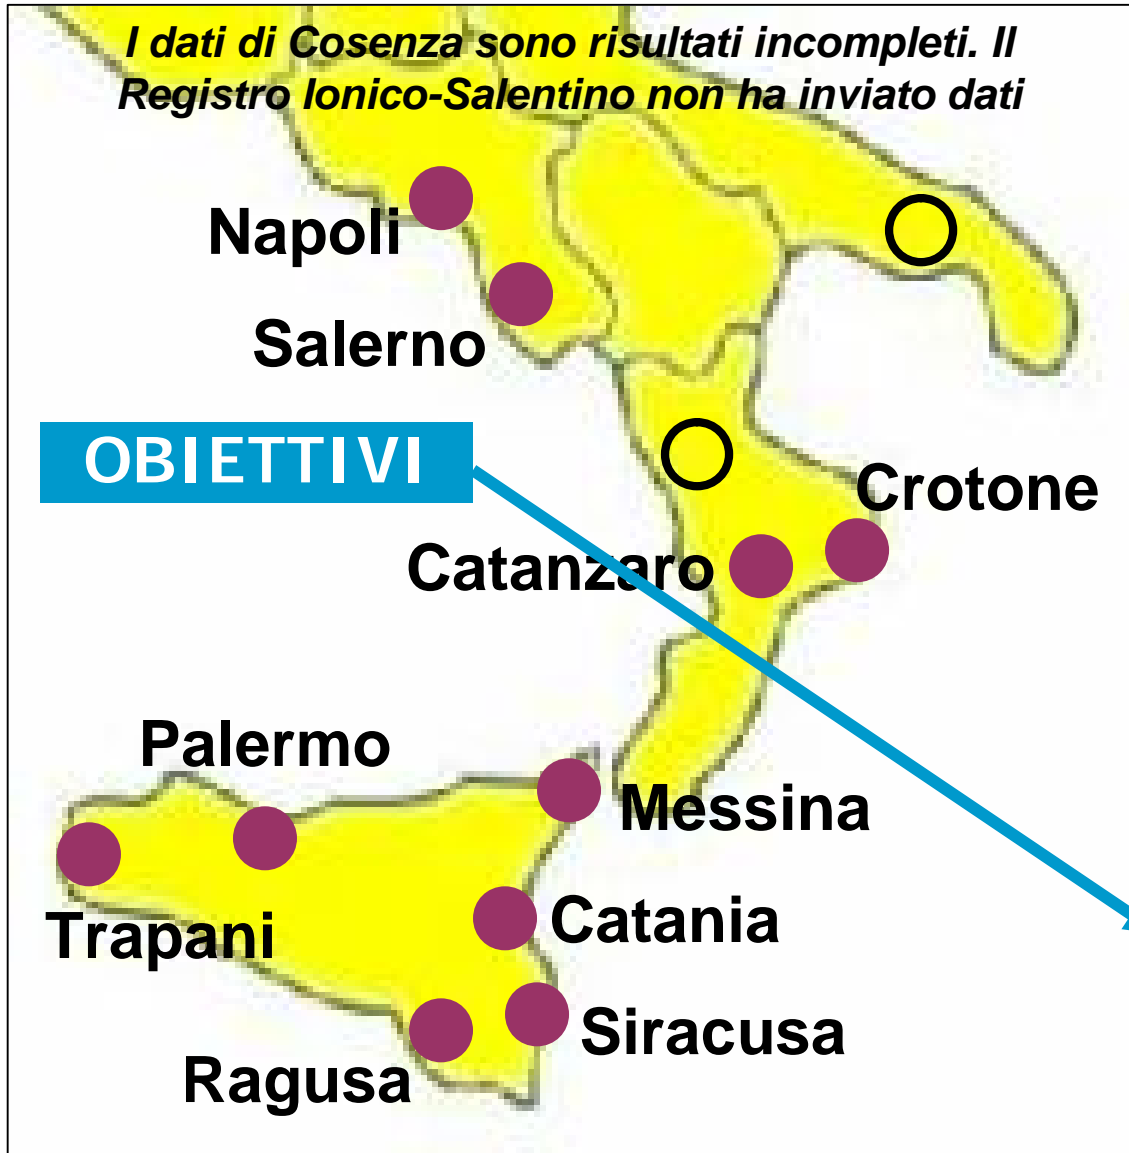 I dati di Cosenza sono risultati incompleti. Il
Registro Ionico-Salentino non ha inviato dati
Napoli
Salerno
OBIETTIVI
Crotone
Catanzaro
Palermo
Messina
Catania
Trapani
Siracusa
Ragusa